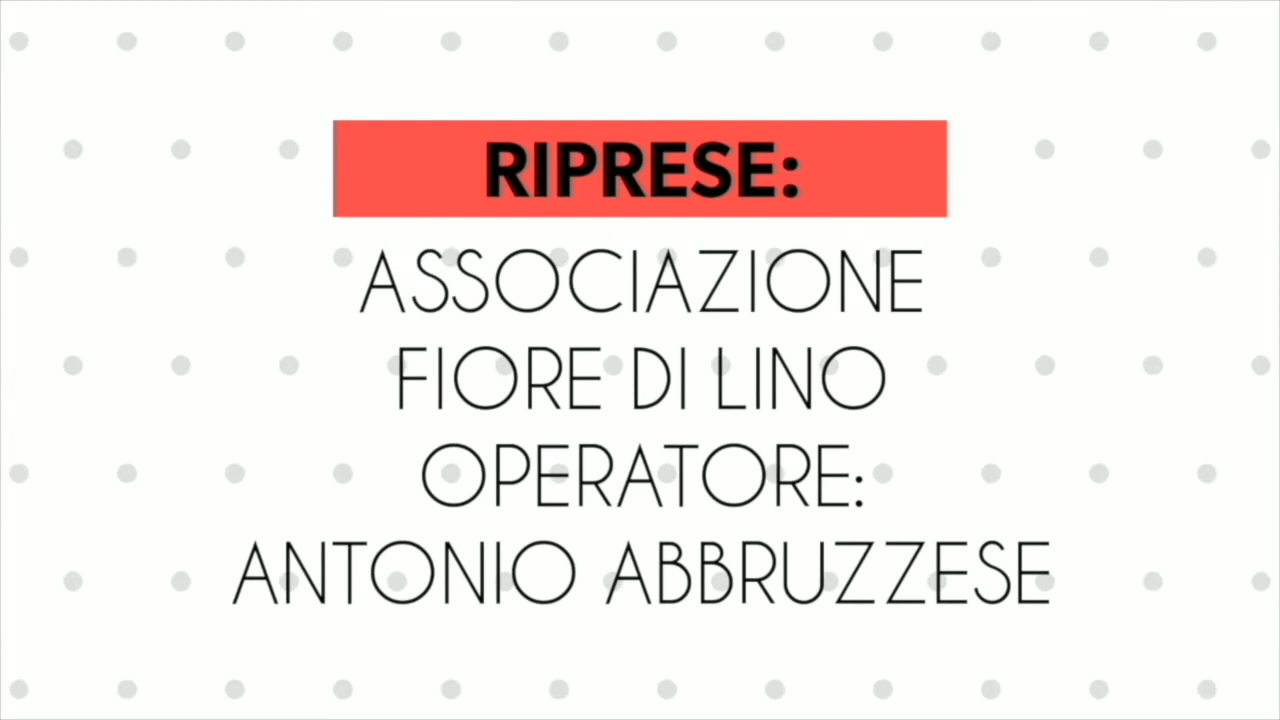 RIPRESE:
ASSOCIAZIONE
FIORE DI LINO
OPERATORE:
ANTONIO ABBRUZZESE